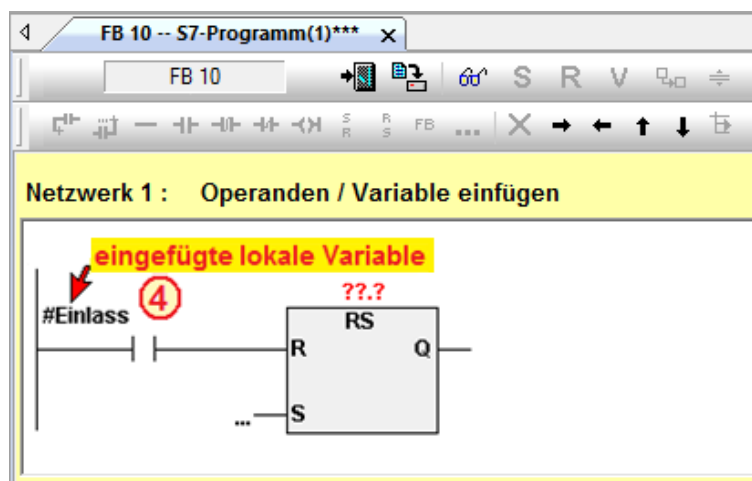 FB 10 -- S7-Programm(1)*** x
FB 10 S R V
S R R S FB ...
Netzwerk 1 : Operanden / Variable einfügen
eingefügte lokale Variable
4 ??.?
#Einlass RS
R Q
... S